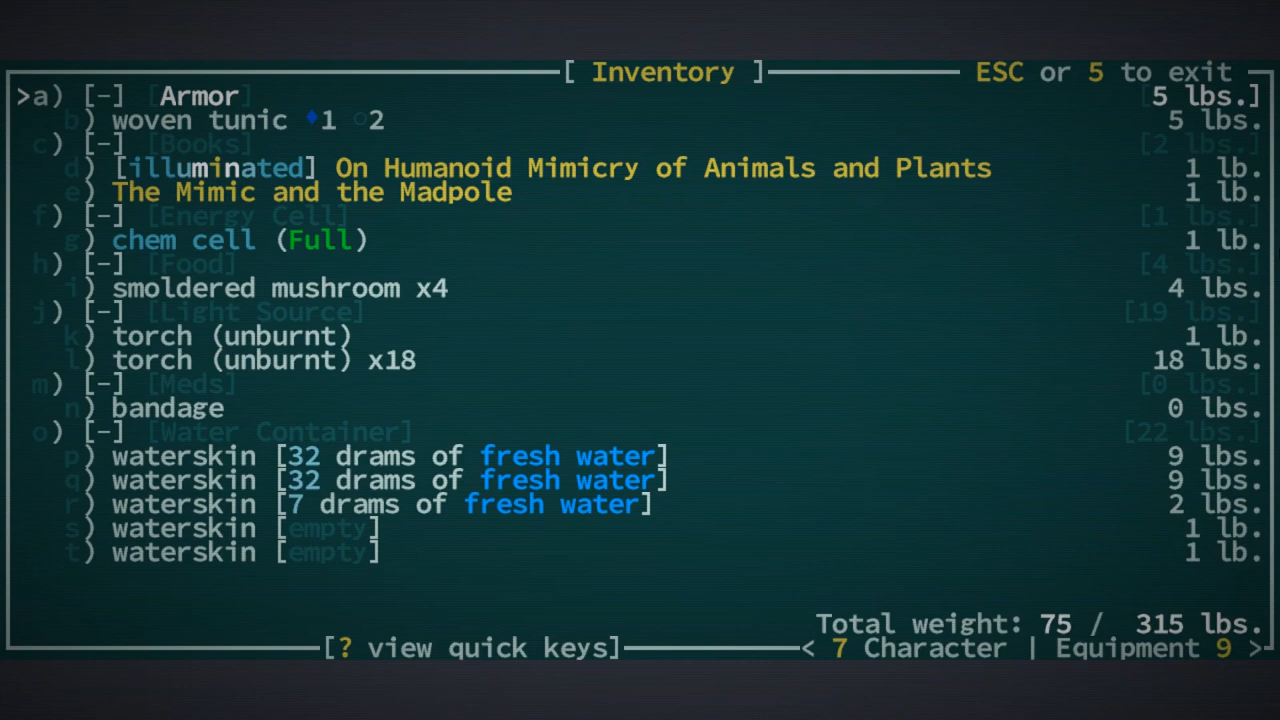 [ Inventory ] ESC or 5 to exit
>a) [-] [Armor] [5 lbs.]
b) woven tunic ♦1 ○2 5 lbs.
c) [-] [Books] [2 lbs.]
d) [illuminated] On Humanoid Mimicry of Animals and Plants 1 lb.
e) The Mimic and the Madpole 1 lb.
f) [-] [Energy Cell] [1 lbs.]
g) chem cell (Full) 1 lb.
h) [-] [Food] [4 lbs.]
i) smoldered mushroom x4 4 lbs.
j) [-] [Light Source] [19 lbs.]
k) torch (unburnt) 1 lb.
l) torch (unburnt) x18 18 lbs.
m) [-] [Meds] [0 lbs.]
n) bandage 0 lbs.
o) [-] [Water Container] [22 lbs.]
p) waterskin [32 drams of fresh water] 9 lbs.
q) waterskin [32 drams of fresh water] 9 lbs.
r) waterskin [7 drams of fresh water] 2 lbs.
s) waterskin [empty] 1 lb.
t) waterskin [empty] 1 lb.
Total weight: 75 / 315 lbs.
[? view quick keys] < 7 Character | Equipment 9 >